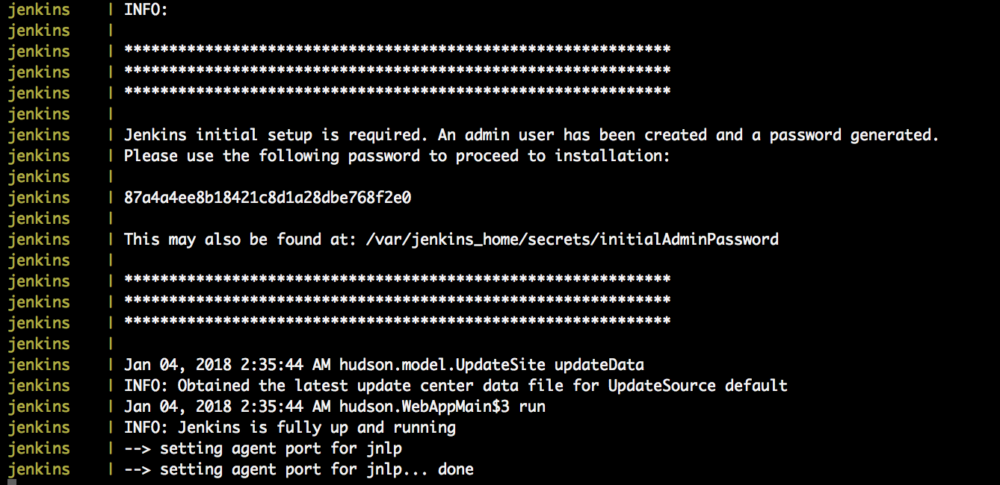 jenkins | INFO:
jenkins |
jenkins | *************************************************************
jenkins | *************************************************************
jenkins | *************************************************************
jenkins |
jenkins | Jenkins initial setup is required. An admin user has been created and a password generated.
jenkins | Please use the following password to proceed to installation:
jenkins |
jenkins | 87a4a4ee8b18421c8d1a28dbe768f2e0
jenkins |
jenkins | This may also be found at: /var/jenkins_home/secrets/initialAdminPassword
jenkins |
jenkins | *************************************************************
jenkins | *************************************************************
jenkins | *************************************************************
jenkins |
jenkins | Jan 04, 2018 2:35:44 AM hudson.model.UpdateSite updateData
jenkins | INFO: Obtained the latest update center data file for UpdateSource default
jenkins | Jan 04, 2018 2:35:44 AM hudson.WebAppMain$3 run
jenkins | INFO: Jenkins is fully up and running
jenkins | --> setting agent port for jnlp
jenkins | --> setting agent port for jnlp... done